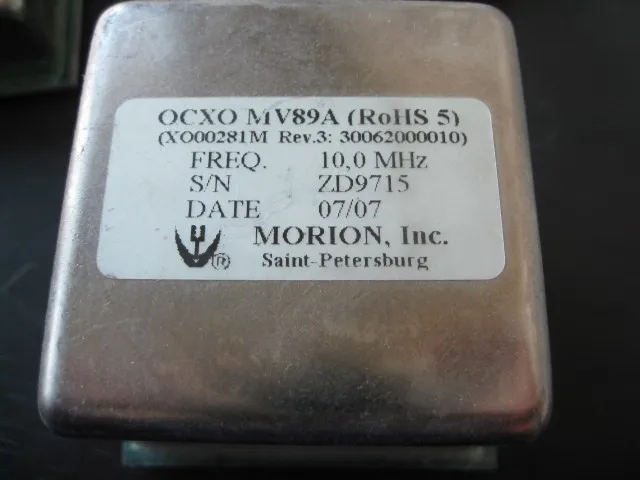 OCXO MV89A (RoHS 5)
(XO00281M Rev.3: 30062000010)
FREQ. 10,0 MHz
S/N ZD9715
DATE 07/07
® MORION, Inc.
Saint-Petersburg